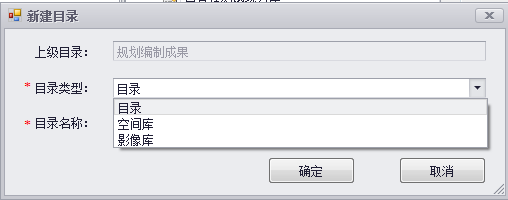 新建目录
上级目录： 规划编制成果
* 目录类型： 目录
目录
* 目录名称： 空间库
影像库
确定 取消